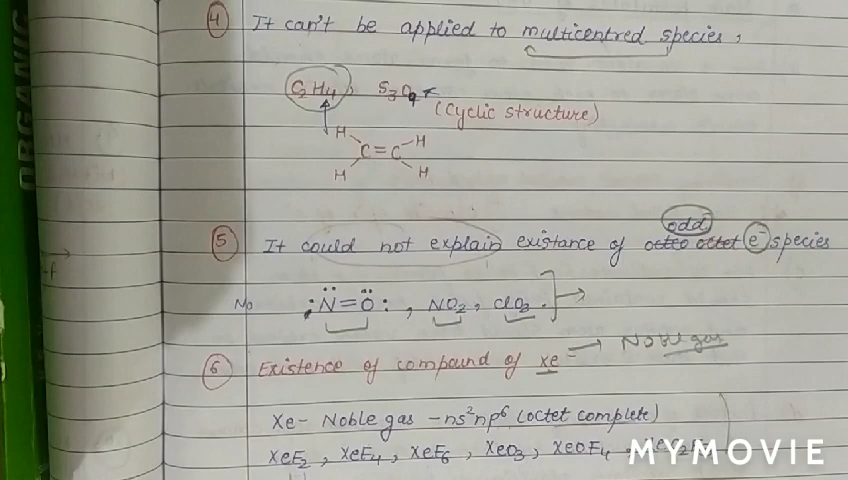 ORGANIC
4 It can't be applied to multicentred species,
C2H4, S3O9
(Cyclic structure)
H H
C=C
H H
odd
5 It could not explain existance of octet e- species
No :N=O: , NO2, ClO2.
6 Existence of compound of Xe → Noble gas
Xe- Noble gas - ns²np⁶ (octet complete)
XeF2, XeF4, XeF6, XeO3, XeOF4,
MYMOVIE